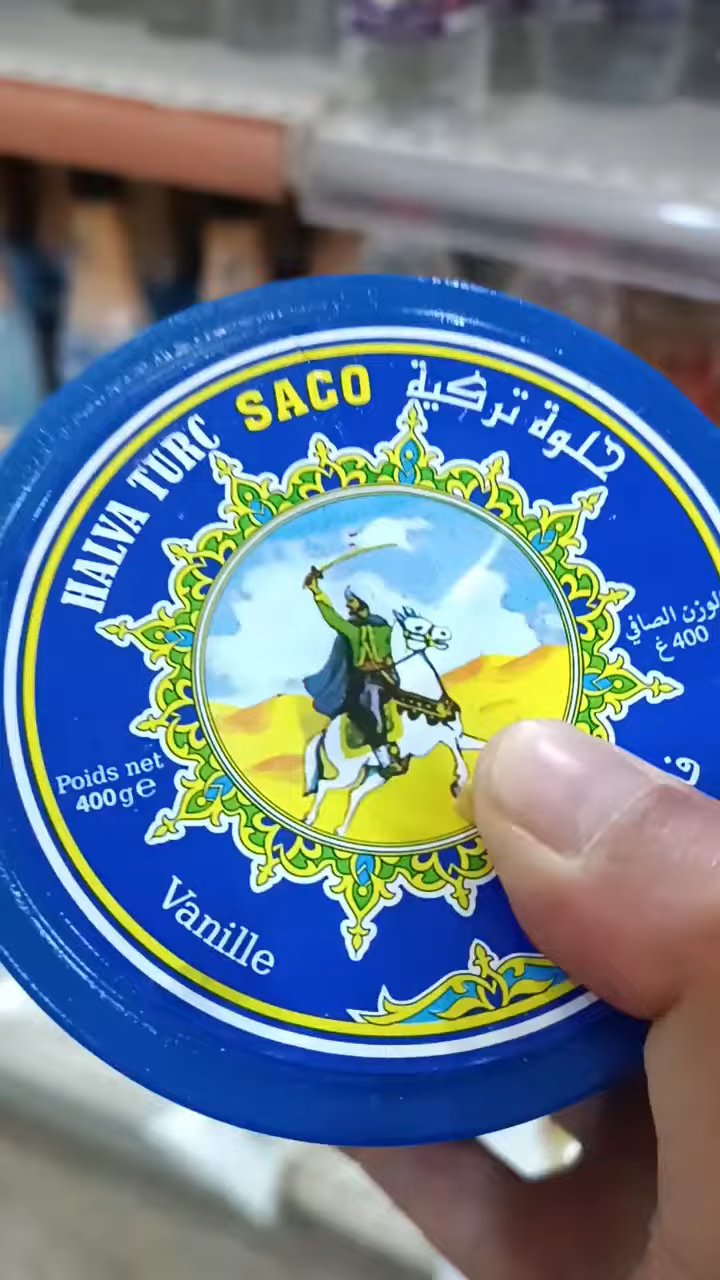 HALVA TURC SACO حلوة تركية
الوزن الصافي
400 غ
Poids net
400g e
Vanille